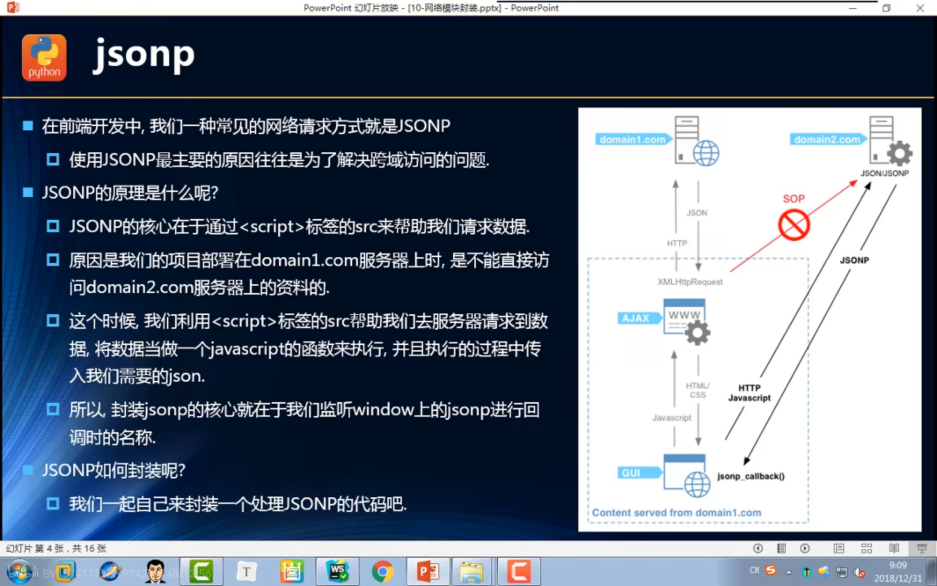 PowerPoint 幻灯片放映 - [10-网络模块封装.pptx] - PowerPoint
python
jsonp
在前端开发中, 我们一种常见的网络请求方式就是JSONP
使用JSONP最主要的原因往往是为了解决跨域访问的问题.
JSONP的原理是什么呢?
JSONP的核心在于通过<script>标签的src来帮助我们请求数据.
原因是我们的项目部署在domain1.com服务器上时, 是不能直接访
问domain2.com服务器上的资料的.
这个时候, 我们利用<script>标签的src帮助我们去服务器请求到数
据, 将数据当做一个javascript的函数来执行, 并且执行的过程中传
入我们需要的json.
所以, 封装jsonp的核心就在于我们监听window上的jsonp进行回
调时的名称.
JSONP如何封装呢?
我们一起自己来封装一个处理JSONP的代码吧.
domain1.com
domain2.com
JSON/JSONP
SOP
JSON
HTTP
JSONP
XMLHttpRequest
AJAX
WWW
HTML/
CSS
HTTP
Javascript
Javascript
GUI
jsonp_callback()
Content served from domain1.com
幻灯片 第 4 张，共 16 张
T
WS
CH
9:09
2018/12/31